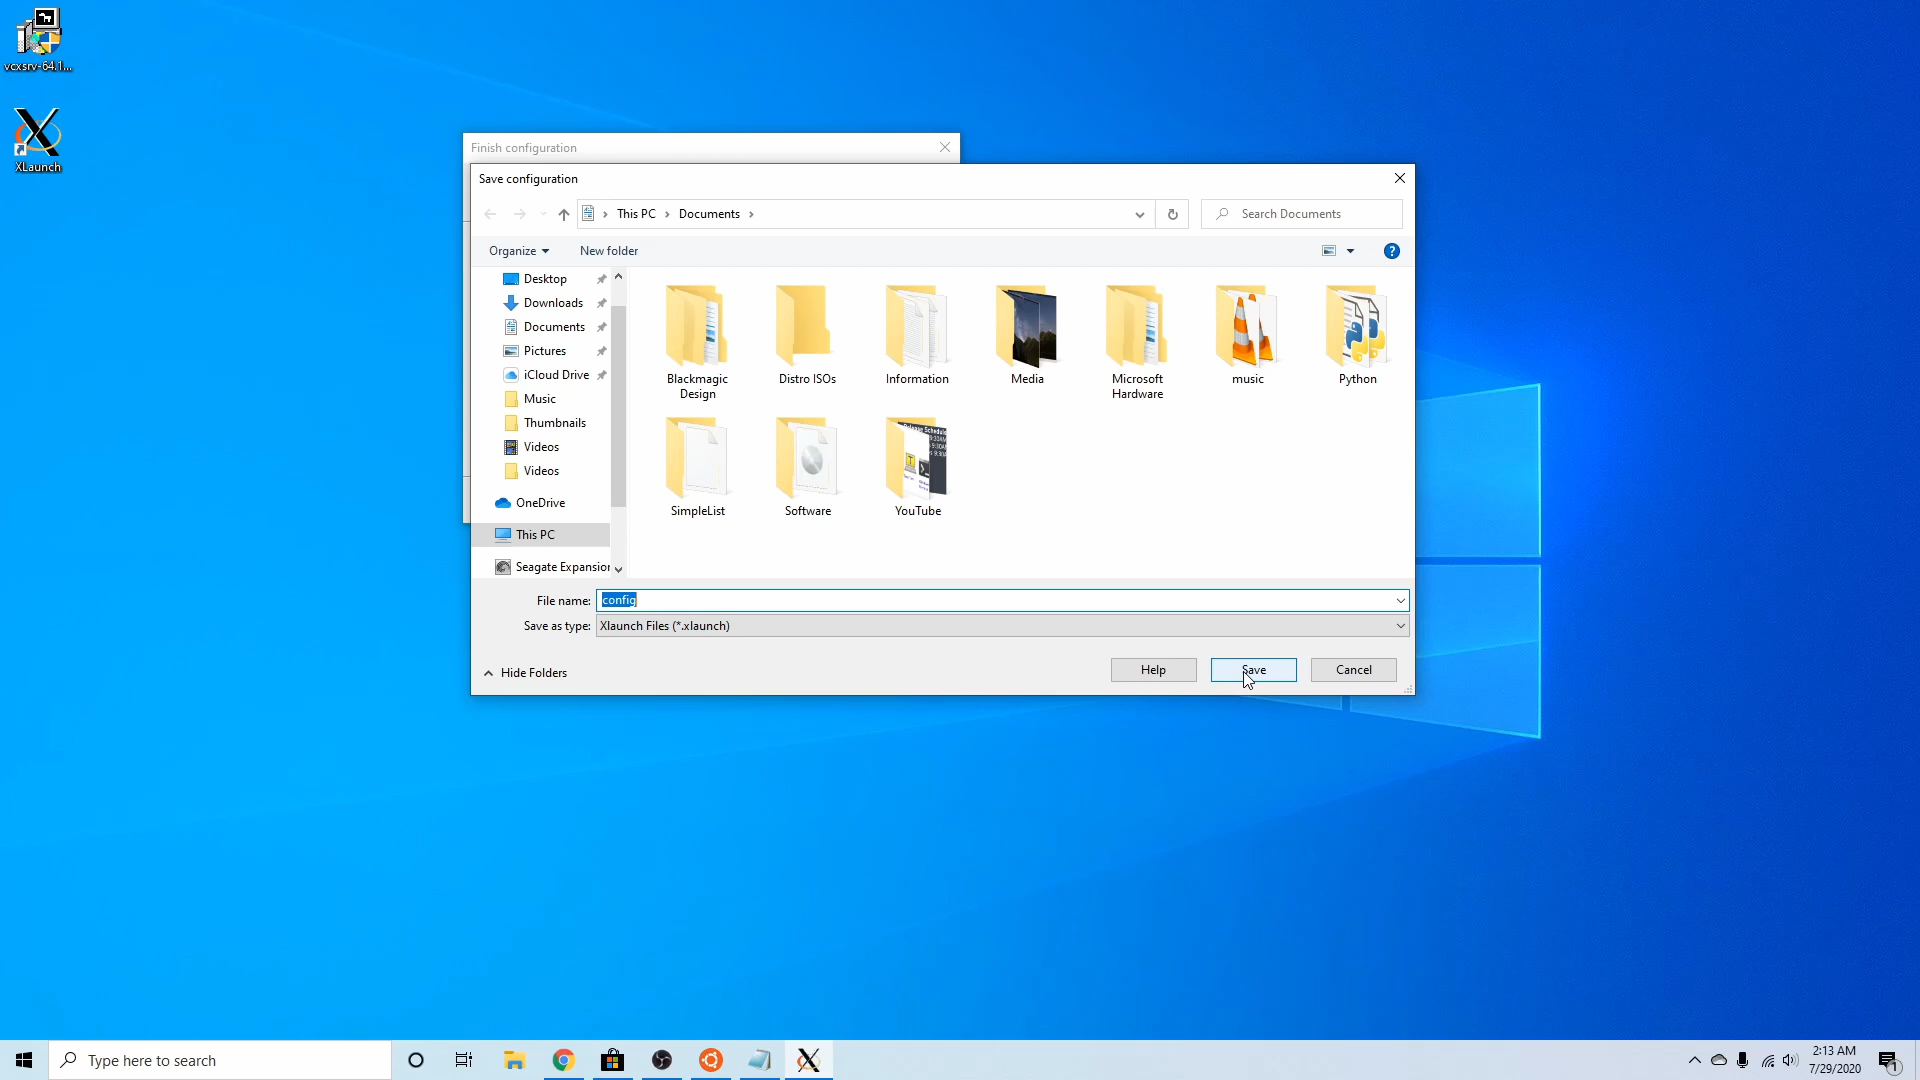 vcxsrv-64.1...
XLaunch
Finish configuration
Save configuration
This PC
Documents
Search Documents
Organize
New folder
Desktop
Downloads
Documents
Pictures
iCloud Drive
Music
Thumbnails
Videos
Videos
OneDrive
This PC
Seagate Expansion
Blackmagic
Design
Distro ISOs
Information
Media
Microsoft
Hardware
music
Python
SimpleList
Software
YouTube
File name: config
Save as type: Xlaunch Files (*.xlaunch)
Hide Folders
Help
Save
Cancel
Type here to search
2:13 AM
7/29/2020
1